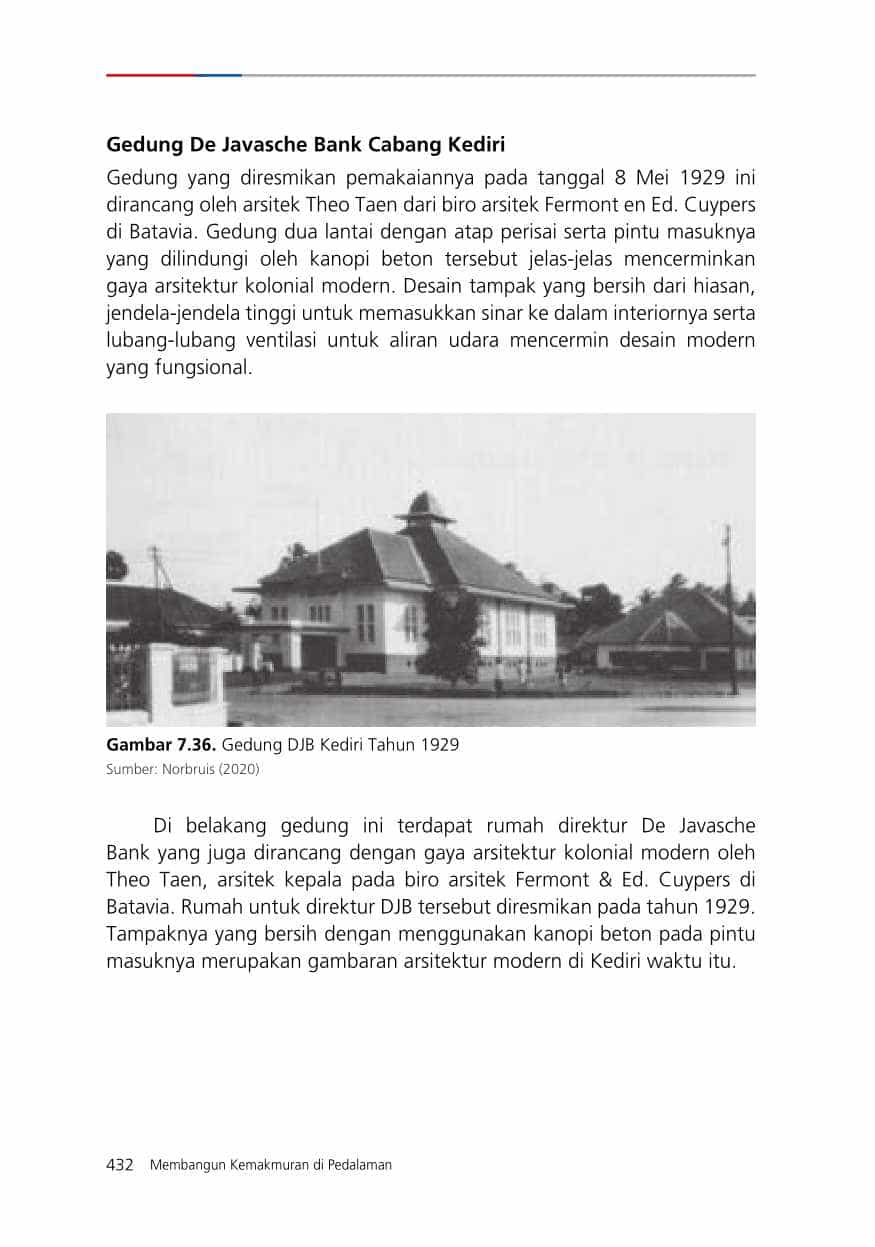 Gedung De Javasche Bank Cabang Kediri
Gedung yang diresmikan pemakaiannya pada tanggal 8 Mei 1929 ini
dirancang oleh arsitek Theo Taen dari biro arsitek Fermont en Ed. Cuypers
di Batavia. Gedung dua lantai dengan atap perisai serta pintu masuknya
yang dilindungi oleh kanopi beton tersebut jelas-jelas mencerminkan
gaya arsitektur kolonial modern. Desain tampak yang bersih dari hiasan,
jendela-jendela tinggi untuk memasukkan sinar ke dalam interiornya serta
lubang-lubang ventilasi untuk aliran udara mencermin desain modern
yang fungsional.
Gambar 7.36. Gedung DJB Kediri Tahun 1929
Sumber: Norbruis (2020)
Di belakang gedung ini terdapat rumah direktur De Javasche
Bank yang juga dirancang dengan gaya arsitektur kolonial modern oleh
Theo Taen, arsitek kepala pada biro arsitek Fermont & Ed. Cuypers di
Batavia. Rumah untuk direktur DJB tersebut diresmikan pada tahun 1929.
Tampaknya yang bersih dengan menggunakan kanopi beton pada pintu
masuknya merupakan gambaran arsitektur modern di Kediri waktu itu.
432 Membangun Kemakmuran di Pedalaman